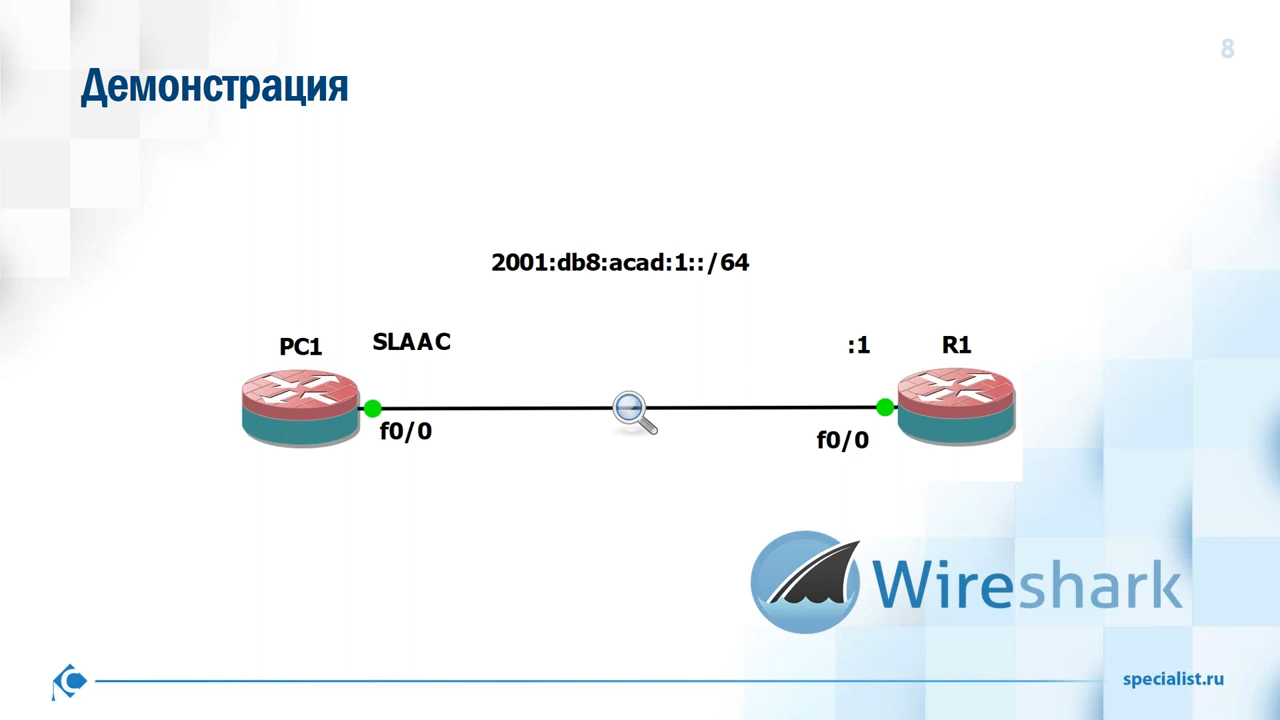 8
Демонстрация
2001:db8:acad:1::/64
PC1
SLAAC
:1
R1
f0/0
f0/0
Wireshark
specialist.ru